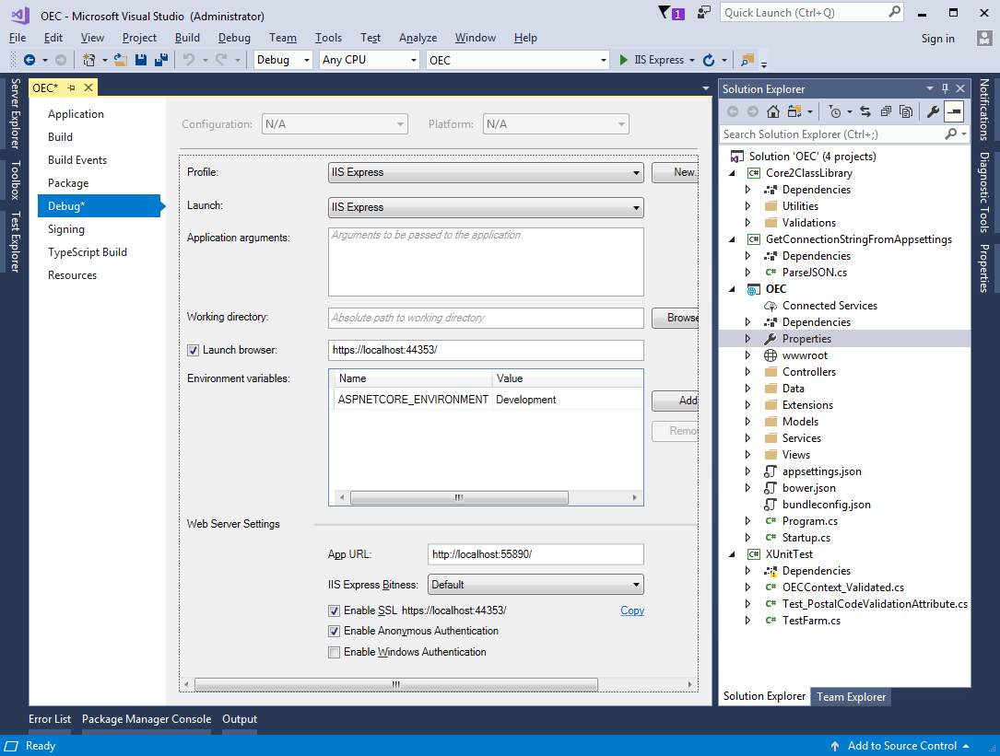 OEC - Microsoft Visual Studio (Administrator)
1
Quick Launch (Ctrl+Q)
File Edit View Project Build Debug Team Tools Test Analyze Window Help
Sign in
Debug Any CPU OEC IIS Express
Server Explorer
Toolbox
Test Explorer
OEC*
Application
Build
Build Events
Package
Debug*
Signing
TypeScript Build
Resources
Configuration: N/A Platform: N/A
Profile: IIS Express New.
Launch: IIS Express
Application arguments: Arguments to be passed to the application
Working directory: Absolute path to working directory Browse
Launch browser: https://localhost:44353/
Environment variables: Name Value
ASPNETCORE_ENVIRONMENT Development
Add
Remo
Web Server Settings
App URL: http://localhost:55890/
IIS Express Bitness: Default
Enable SSL https://localhost:44353/ Copy
Enable Anonymous Authentication
Enable Windows Authentication
Solution Explorer
Search Solution Explorer (Ctrl+;)
Solution 'OEC' (4 projects)
C# Core2ClassLibrary
Dependencies
Utilities
Validations
C# GetConnectionStringFromAppsettings
Dependencies
C# ParseJSON.cs
OEC
Connected Services
Dependencies
Properties
wwwroot
Controllers
Data
Extensions
Models
Services
Views
appsettings.json
bower.json
bundleconfig.json
C# Program.cs
C# Startup.cs
C# XUnitTest
Dependencies
C# OECContext_Validated.cs
C# Test_PostalCodeValidationAttribute.cs
C# TestFarm.cs
Solution Explorer Team Explorer
Notifications
Diagnostic Tools
Properties
Error List Package Manager Console Output
Ready Add to Source Control